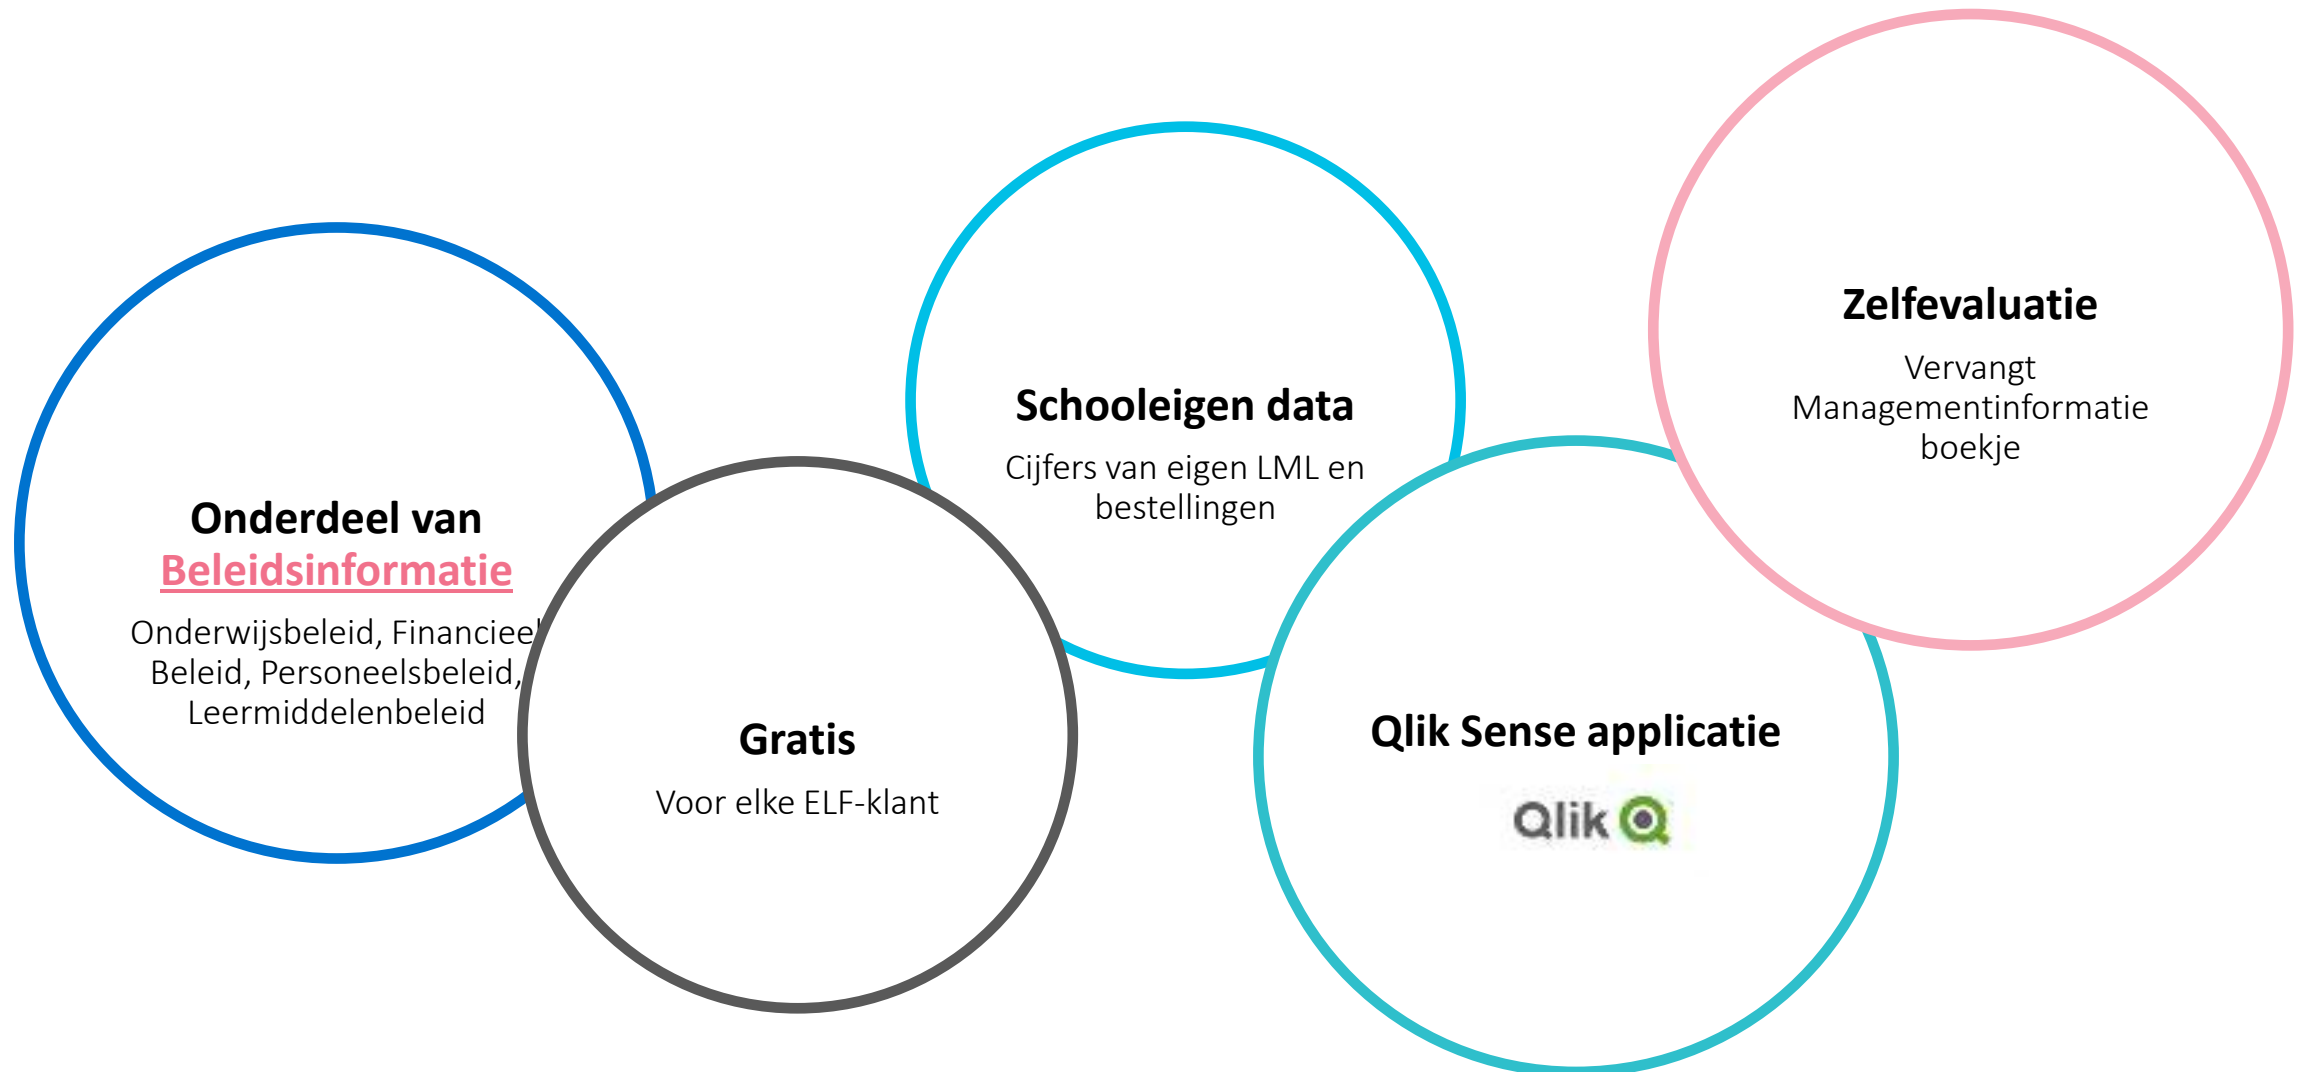 Onderdeel van
Beleidsinformatie
Onderwijsbeleid, Financieel
Beleid, Personeelsbeleid,
Leermiddelenbeleid
Gratis
Voor elke ELF-klant
Schooleigen data
Cijfers van eigen LML en
bestellingen
Qlik Sense applicatie
Qlik
Zelfevaluatie
Vervangt
Managementinformatie
boekje